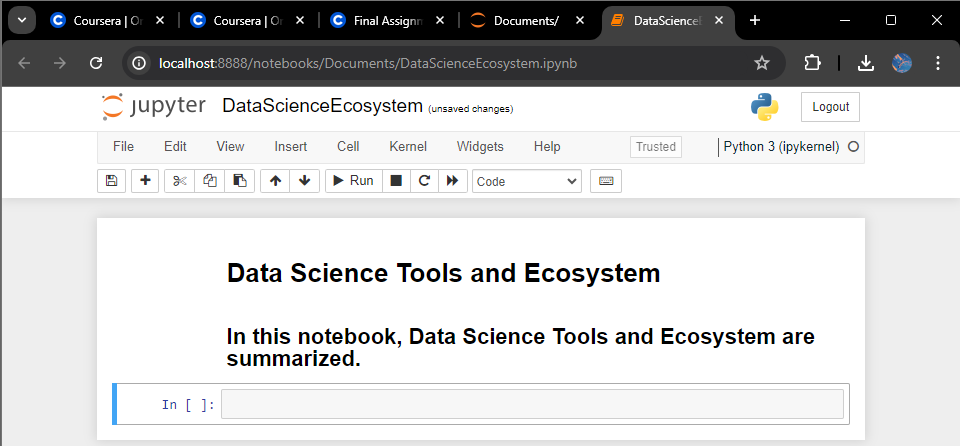 Coursera | Or
Coursera | Or
Final Assignm
Documents/
DataScienceE
localhost:8888/notebooks/Documents/DataScienceEcosystem.ipynb
jupyter DataScienceEcosystem (unsaved changes)
Logout
File Edit View Insert Cell Kernel Widgets Help Trusted Python 3 (ipykernel)
Run Code
Data Science Tools and Ecosystem
In this notebook, Data Science Tools and Ecosystem are
summarized.
In [ ]: